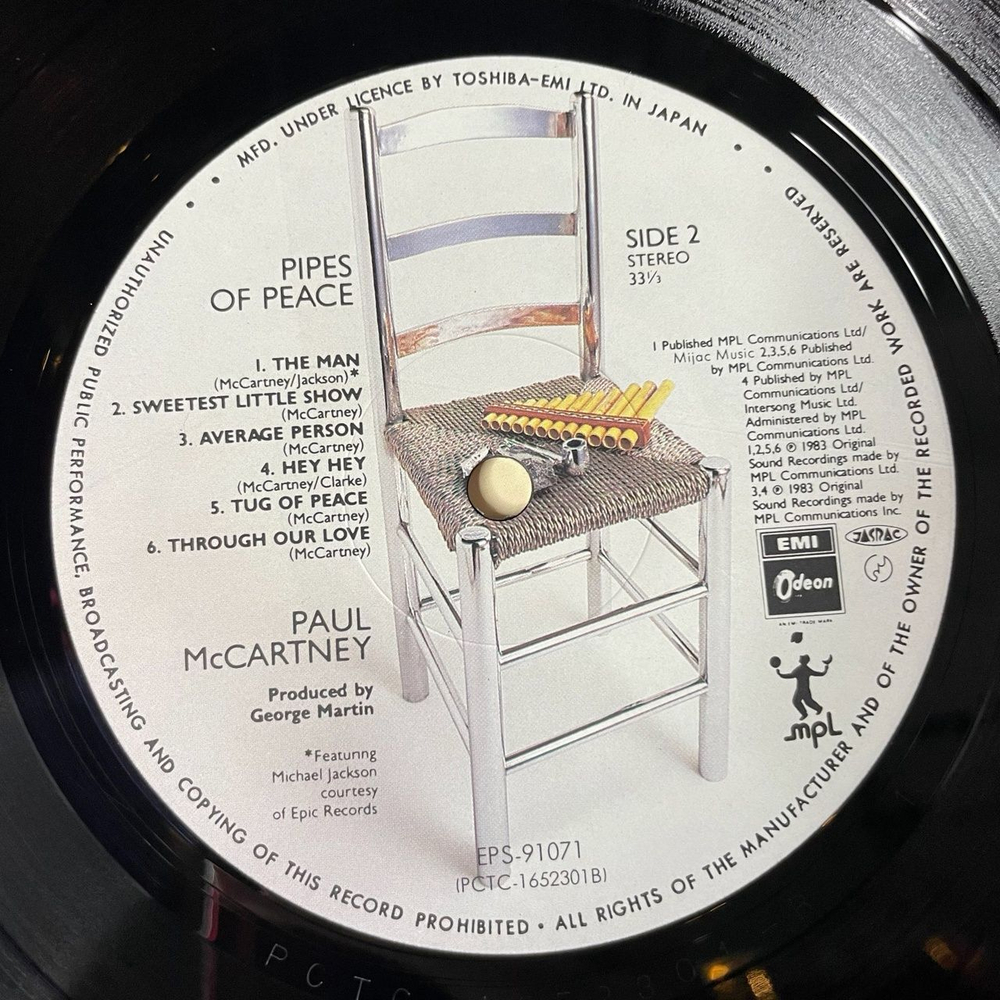 MFD. UNDER LICENCE BY TOSHIBA-EMI LTD. IN JAPAN
PIPES
OF PEACE
SIDE 2
STEREO
33⅓
1. THE MAN
(McCartney/Jackson)*
2. SWEETEST LITTLE SHOW
(McCartney)
3. AVERAGE PERSON
(McCartney)
4. HEY HEY
(McCartney/Clarke)
5. TUG OF PEACE
(McCartney)
6. THROUGH OUR LOVE
(McCartney)
1 Published MPL Communications Ltd/
Mijac Music 2,3,5,6 Published
by MPL Communications Ltd.
4 Published by MPL
Communications Ltd/
Intersong Music Ltd.
Administered by MPL
Communications Ltd.
1,2,5,6 ℗ 1983 Original
Sound Recordings made by
MPL Communications Ltd.
3,4 ℗ 1983 Original
Sound Recordings made by
MPL Communications Inc.
EMI
JASRAC
Odeon
AN EMI TRADE MARK
mpL
PAUL
McCARTNEY
Produced by
George Martin
*Featurıng
Michael Jackson
courtesy
of Epic Records
EPS-91071
(PCTC-1652301B)
UNAUTHORIZED PUBLIC PERFORMANCE, BROADCASTING AND COPYING OF THIS RECORD PROHIBITED • ALL RIGHTS OF THE MANUFACTURER AND OF THE OWNER OF THE RECORDED WORK ARE RESERVED